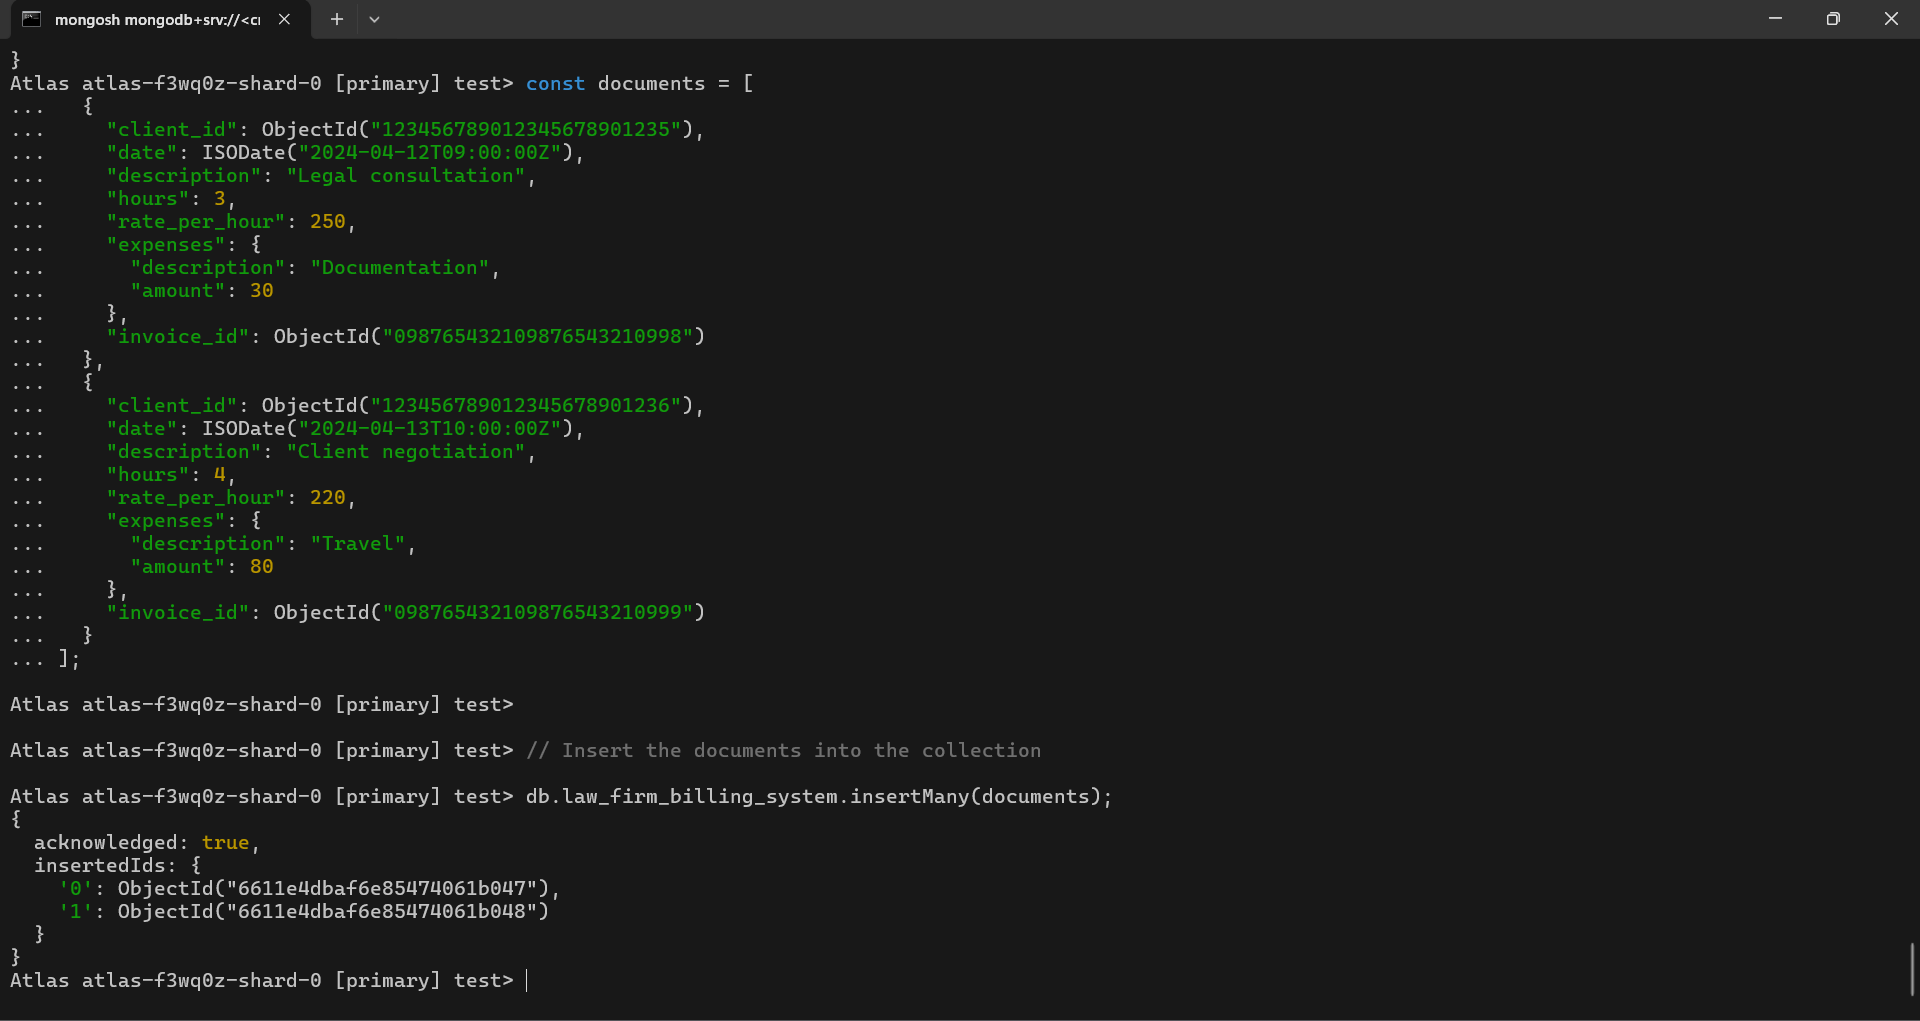 mongosh mongodb+srv://<cr
}
Atlas atlas-f3wq0z-shard-0 [primary] test> const documents = [
...   {
...     "client_id": ObjectId("123456789012345678901235"),
...     "date": ISODate("2024-04-12T09:00:00Z"),
...     "description": "Legal consultation",
...     "hours": 3,
...     "rate_per_hour": 250,
...     "expenses": {
...       "description": "Documentation",
...       "amount": 30
...     },
...     "invoice_id": ObjectId("098765432109876543210998")
...   },
...   {
...     "client_id": ObjectId("123456789012345678901236"),
...     "date": ISODate("2024-04-13T10:00:00Z"),
...     "description": "Client negotiation",
...     "hours": 4,
...     "rate_per_hour": 220,
...     "expenses": {
...       "description": "Travel",
...       "amount": 80
...     },
...     "invoice_id": ObjectId("098765432109876543210999")
...   }
... ];
Atlas atlas-f3wq0z-shard-0 [primary] test>
Atlas atlas-f3wq0z-shard-0 [primary] test> // Insert the documents into the collection
Atlas atlas-f3wq0z-shard-0 [primary] test> db.law_firm_billing_system.insertMany(documents);
{
  acknowledged: true,
  insertedIds: {
    '0': ObjectId("6611e4dbaf6e85474061b047"),
    '1': ObjectId("6611e4dbaf6e85474061b048")
  }
}
Atlas atlas-f3wq0z-shard-0 [primary] test>